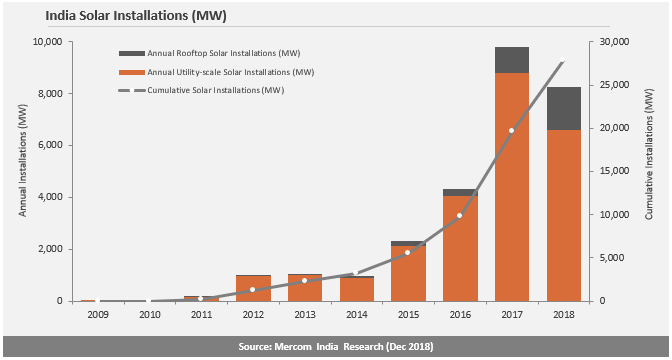 India Solar Installations (MW)
Annual Rooftop Solar Installations (MW)
Annual Utility-scale Solar Installations (MW)
Cumulative Solar Installations (MW)
Annual Installations (MW)
10,000
8,000
6,000
4,000
2,000
0
30,000
25,000
20,000
15,000
10,000
5,000
0
Cumulative Installations (MW)
2009 2010 2011 2012 2013 2014 2015 2016 2017 2018
Source: Mercom India Research (Dec 2018)